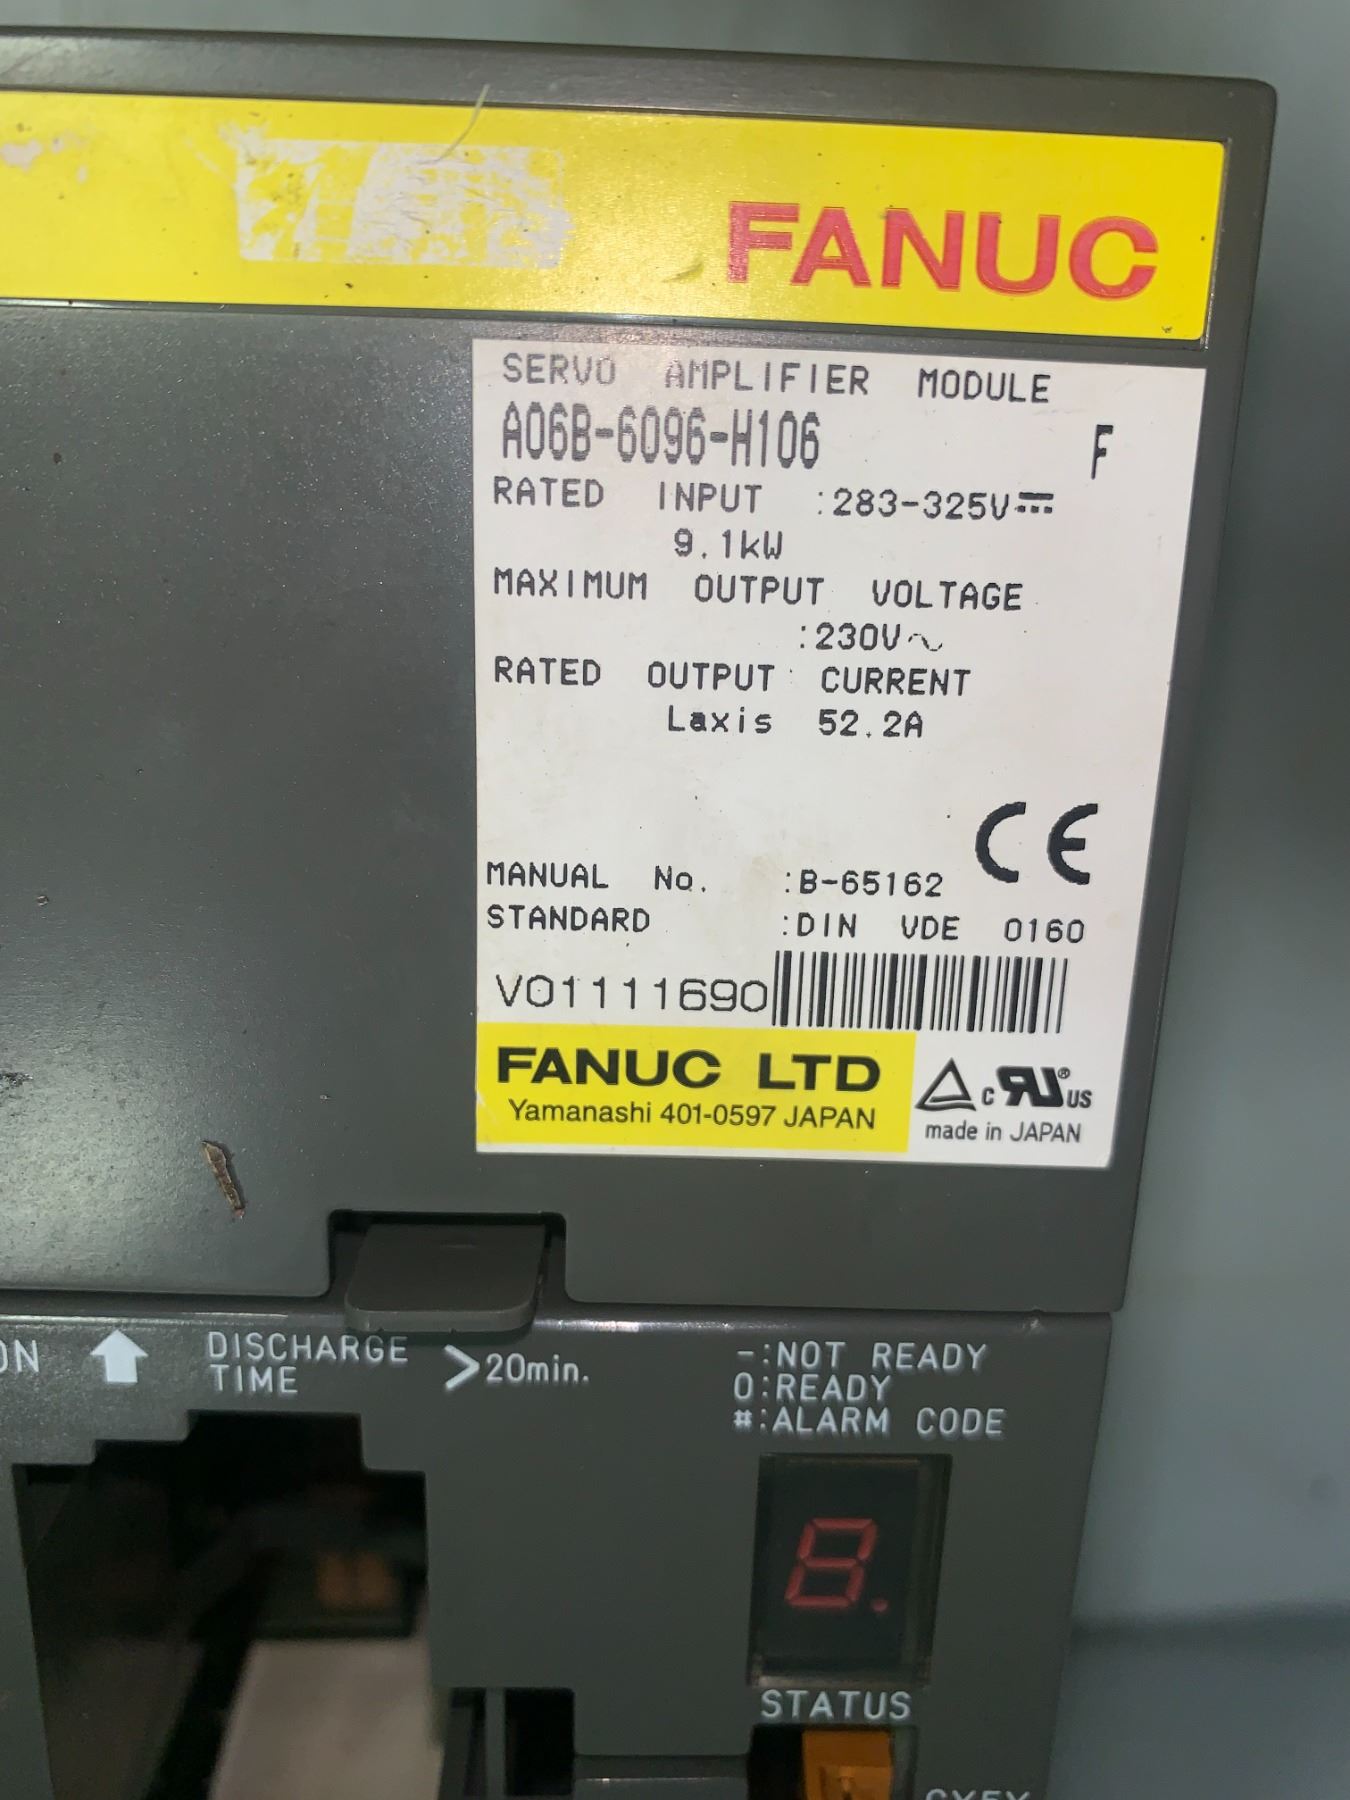 FANUC
SERVO AMPLIFIER MODULE
A06B-6096-H106 F
RATED INPUT :283-325V⎓
9.1kW
MAXIMUM OUTPUT VOLTAGE
:230V~
RATED OUTPUT CURRENT
Laxis 52.2A
CE
MANUAL No. :B-65162
STANDARD :DIN VDE 0160
V01111690
FANUC LTD
Yamanashi 401-0597 JAPAN
c RU® US
made in JAPAN
ON DISCHARGE TIME >20min.
-:NOT READY
0:READY
#:ALARM CODE
8.
STATUS